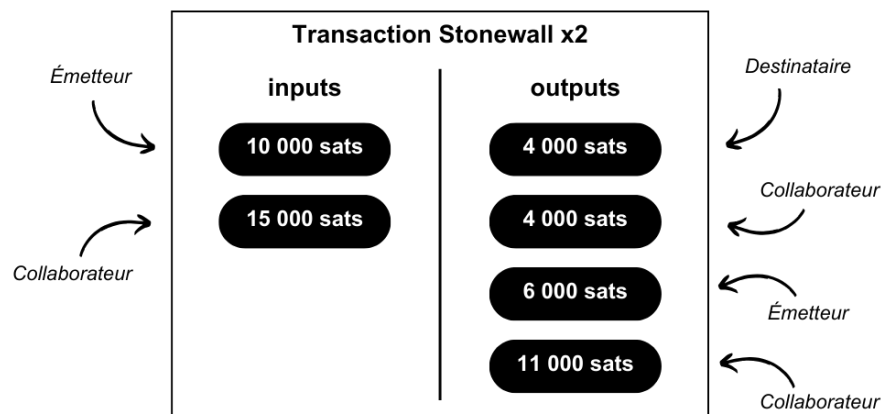 Transaction Stonewall x2
Émetteur
Destinataire
inputs
outputs
10 000 sats
4 000 sats
15 000 sats
4 000 sats
Collaborateur
Collaborateur
6 000 sats
Émetteur
11 000 sats
Collaborateur